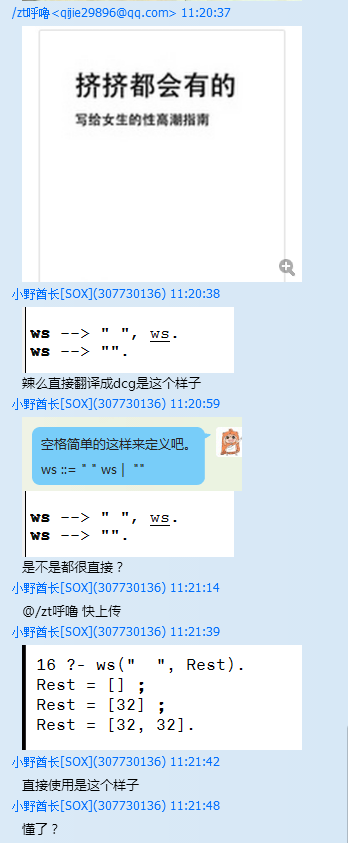 /zt呼噜<qijie29896@qq.com> 11:20:37
挤挤都会有的
写给女生的性高潮指南
小野酋长[SOX](307730136) 11:20:38
ws --> " ", ws.
ws --> "".
辣么直接翻译成dcg是这个样子
小野酋长[SOX](307730136) 11:20:59
空格简单的这样来定义吧。
ws ::= " " ws | ""
ws --> " ", ws.
ws --> "".
是不是都很直接？
小野酋长[SOX](307730136) 11:21:14
@/zt呼噜 快上传
小野酋长[SOX](307730136) 11:21:39
16 ?- ws("  ", Rest).
Rest = [] ;
Rest = [32] ;
Rest = [32, 32].
小野酋长[SOX](307730136) 11:21:42
直接使用是这个样子
小野酋长[SOX](307730136) 11:21:48
懂了？